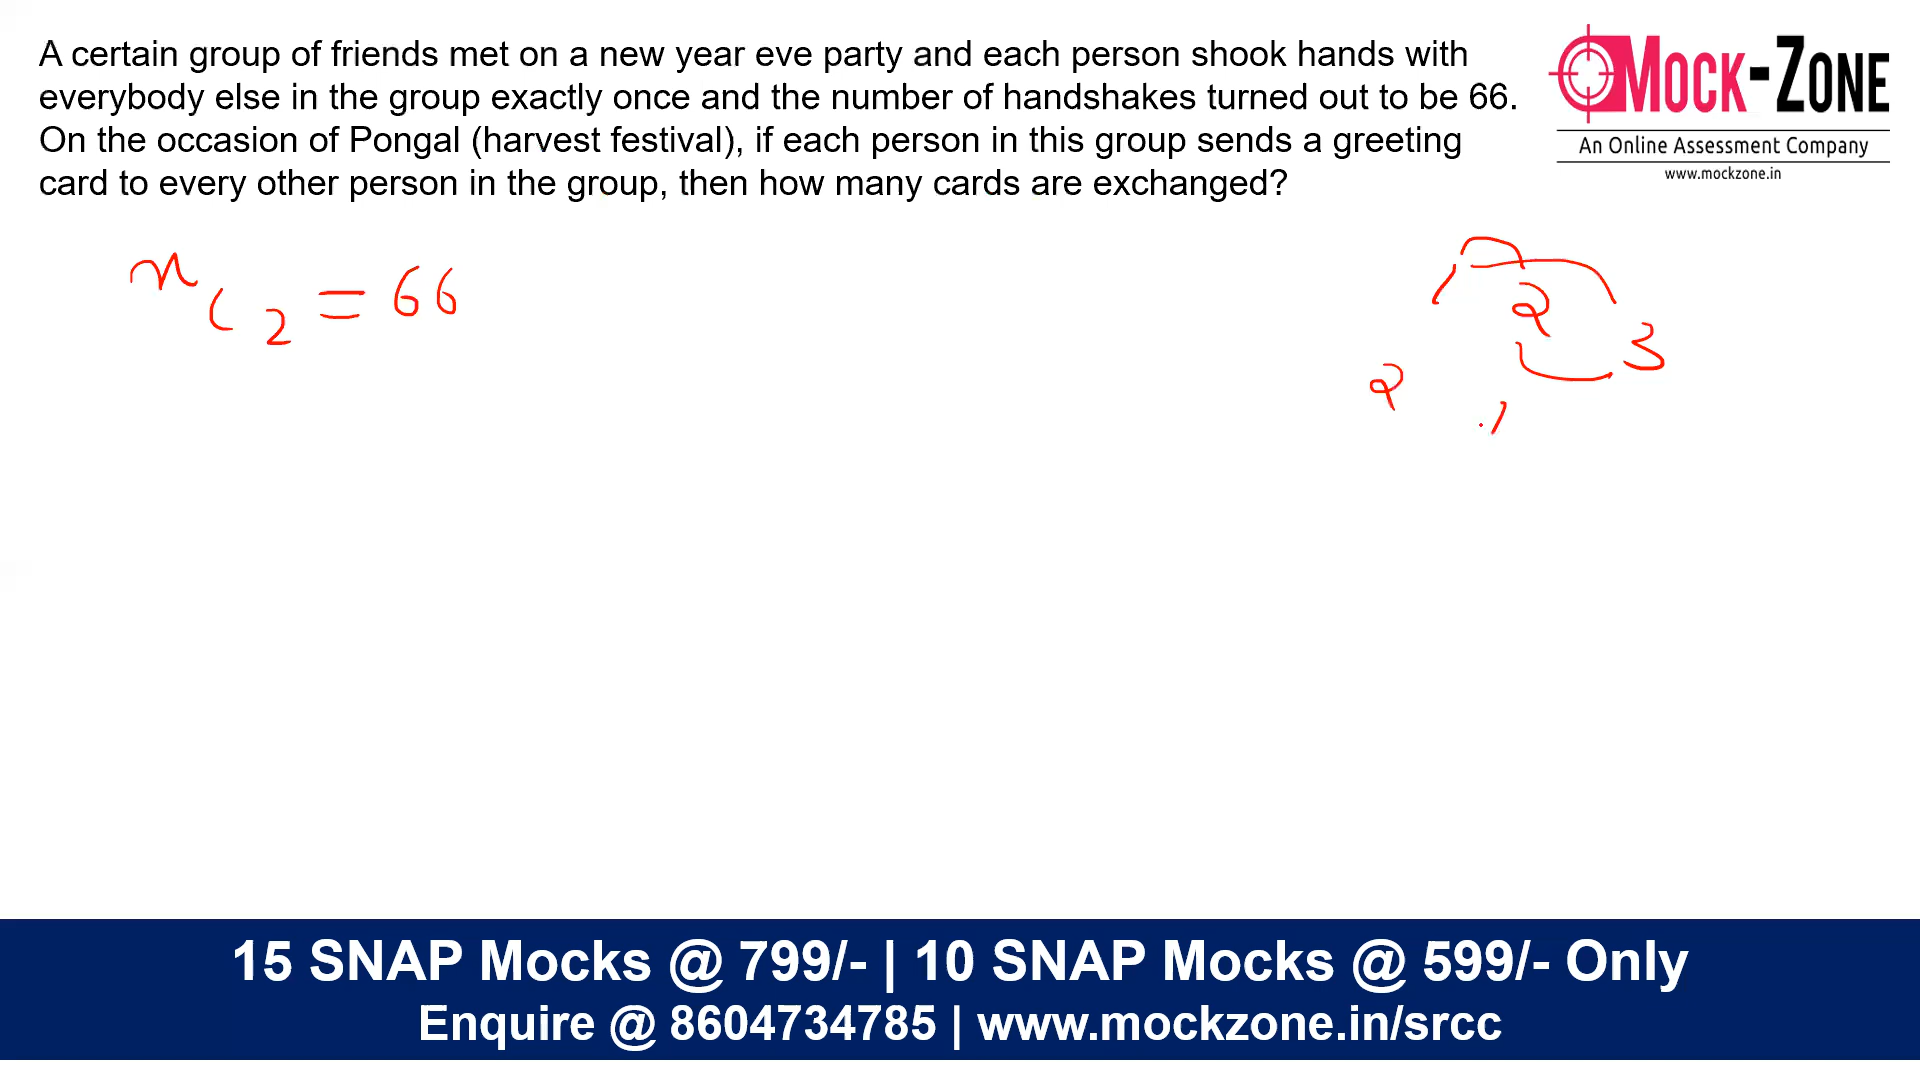 A certain group of friends met on a new year eve party and each person shook hands with
everybody else in the group exactly once and the number of handshakes turned out to be 66.
On the occasion of Pongal (harvest festival), if each person in this group sends a greeting
card to every other person in the group, then how many cards are exchanged?
MOCK-ZONE
An Online Assessment Company
www.mockzone.in
n C 2 = 66
1 2 3
2 1
15 SNAP Mocks @ 799/- | 10 SNAP Mocks @ 599/- Only
Enquire @ 8604734785 | www.mockzone.in/srcc